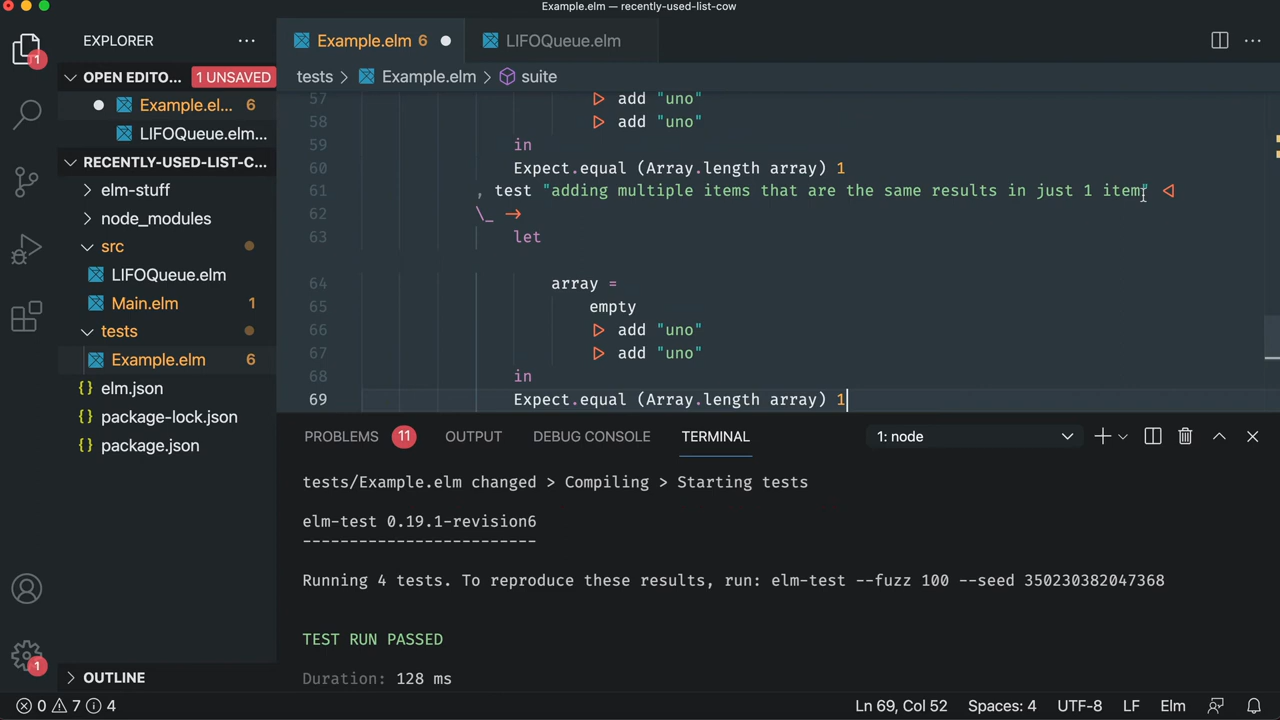 Example.elm — recently-used-list-cow
EXPLORER
Example.elm 6
LIFOQueue.elm
OPEN EDITO... 1 UNSAVED
tests > Example.elm > suite
Example.el... 6
LIFOQueue.elm...
RECENTLY-USED-LIST-C...
elm-stuff
node_modules
src
LIFOQueue.elm
Main.elm 1
tests
Example.elm 6
elm.json
package-lock.json
package.json
OUTLINE
1
1
57 ▷ add "uno"
58 ▷ add "uno"
59 in
60 Expect.equal (Array.length array) 1
61 , test "adding multiple items that are the same results in just 1 item" ◁
62 \_ →
63 let
64 array =
65 empty
66 ▷ add "uno"
67 ▷ add "uno"
68 in
69 Expect.equal (Array.length array) 1
PROBLEMS 11 OUTPUT DEBUG CONSOLE TERMINAL 1: node
tests/Example.elm changed > Compiling > Starting tests
elm-test 0.19.1-revision6
-------------------------
Running 4 tests. To reproduce these results, run: elm-test --fuzz 100 --seed 350230382047368
TEST RUN PASSED
Duration: 128 ms
0 7 4
Ln 69, Col 52 Spaces: 4 UTF-8 LF Elm